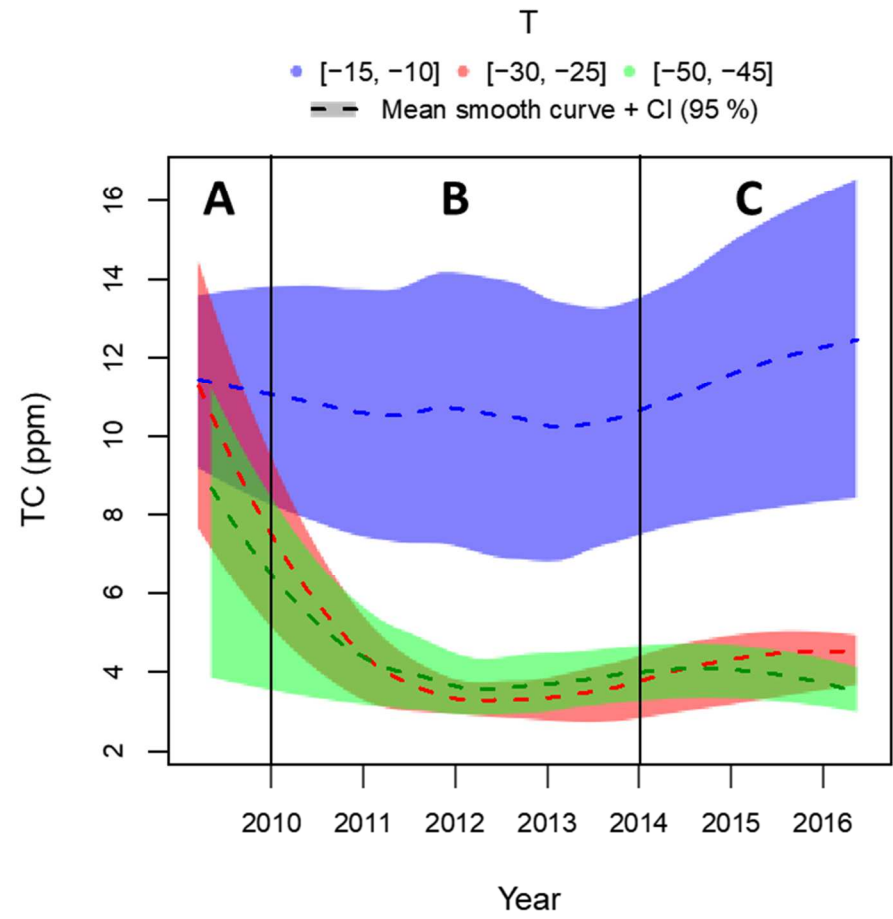 T
[−15, −10] [−30, −25] [−50, −45]
Mean smooth curve + CI (95 %)
A B C
16
14
12
10
8
6
4
2
TC (ppm)
2010 2011 2012 2013 2014 2015 2016
Year